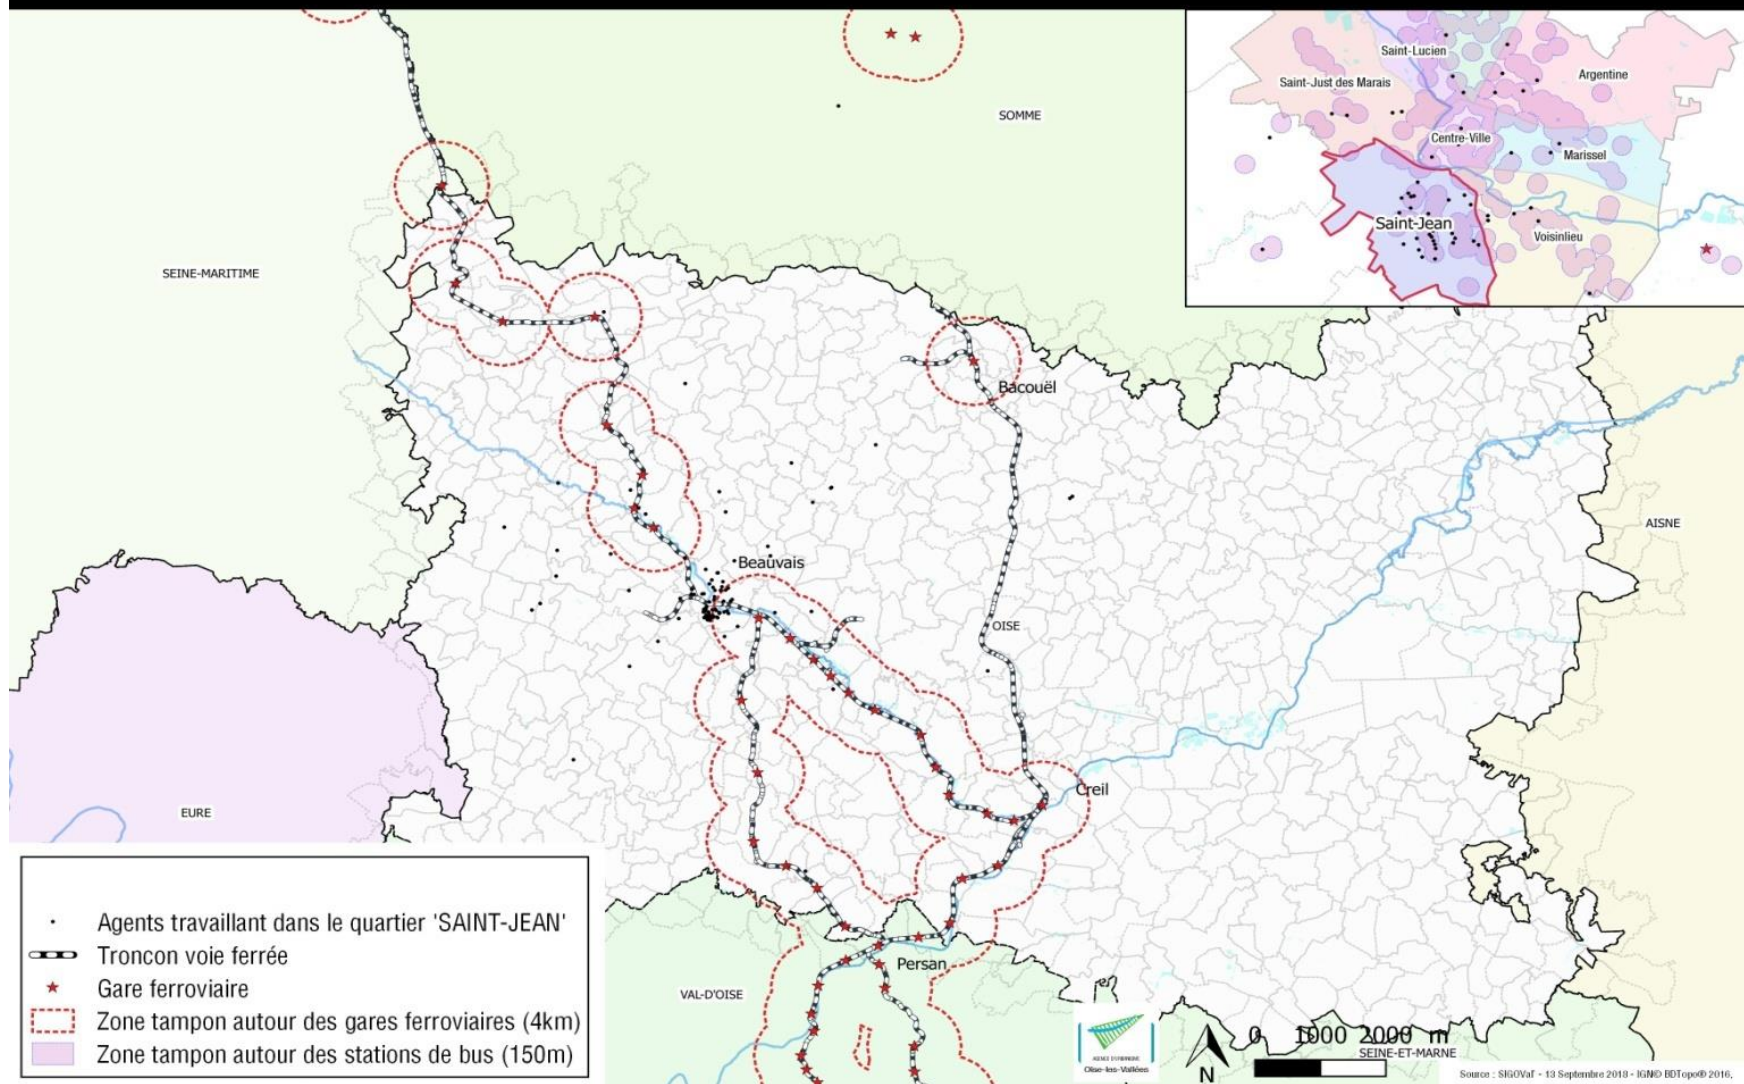 SOMME
Saint-Lucien
Saint-Just des Marais
Argentine
Centre-Ville
Marissel
Saint-Jean
Voisinlieu
SEINE-MARITIME
Bacouël
AISNE
Beauvais
OISE
Creil
EURE
Agents travaillant dans le quartier 'SAINT-JEAN'
Troncon voie ferrée
Gare ferroviaire
Zone tampon autour des gares ferroviaires (4km)
Zone tampon autour des stations de bus (150m)
Persan
VAL-D'OISE
Oise-les-Vallées
N
0 1000 2000 m
SEINE-ET-MARNE
Source : SIGOVal - 13 Septembre 2018 - IGN© BDTopo® 2016,